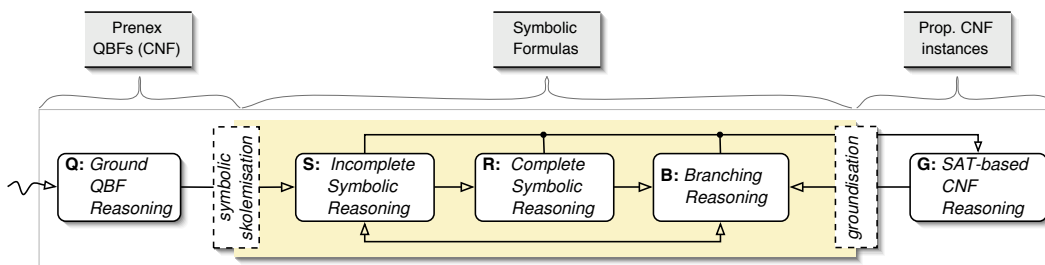 Prenex
QBFs (CNF)
Symbolic
Formulas
Prop. CNF
instances
Q: Ground
QBF
Reasoning
symbolic
skolemisation
S: Incomplete
Symbolic
Reasoning
R: Complete
Symbolic
Reasoning
B: Branching
Reasoning
groundisation
G: SAT-based
CNF
Reasoning